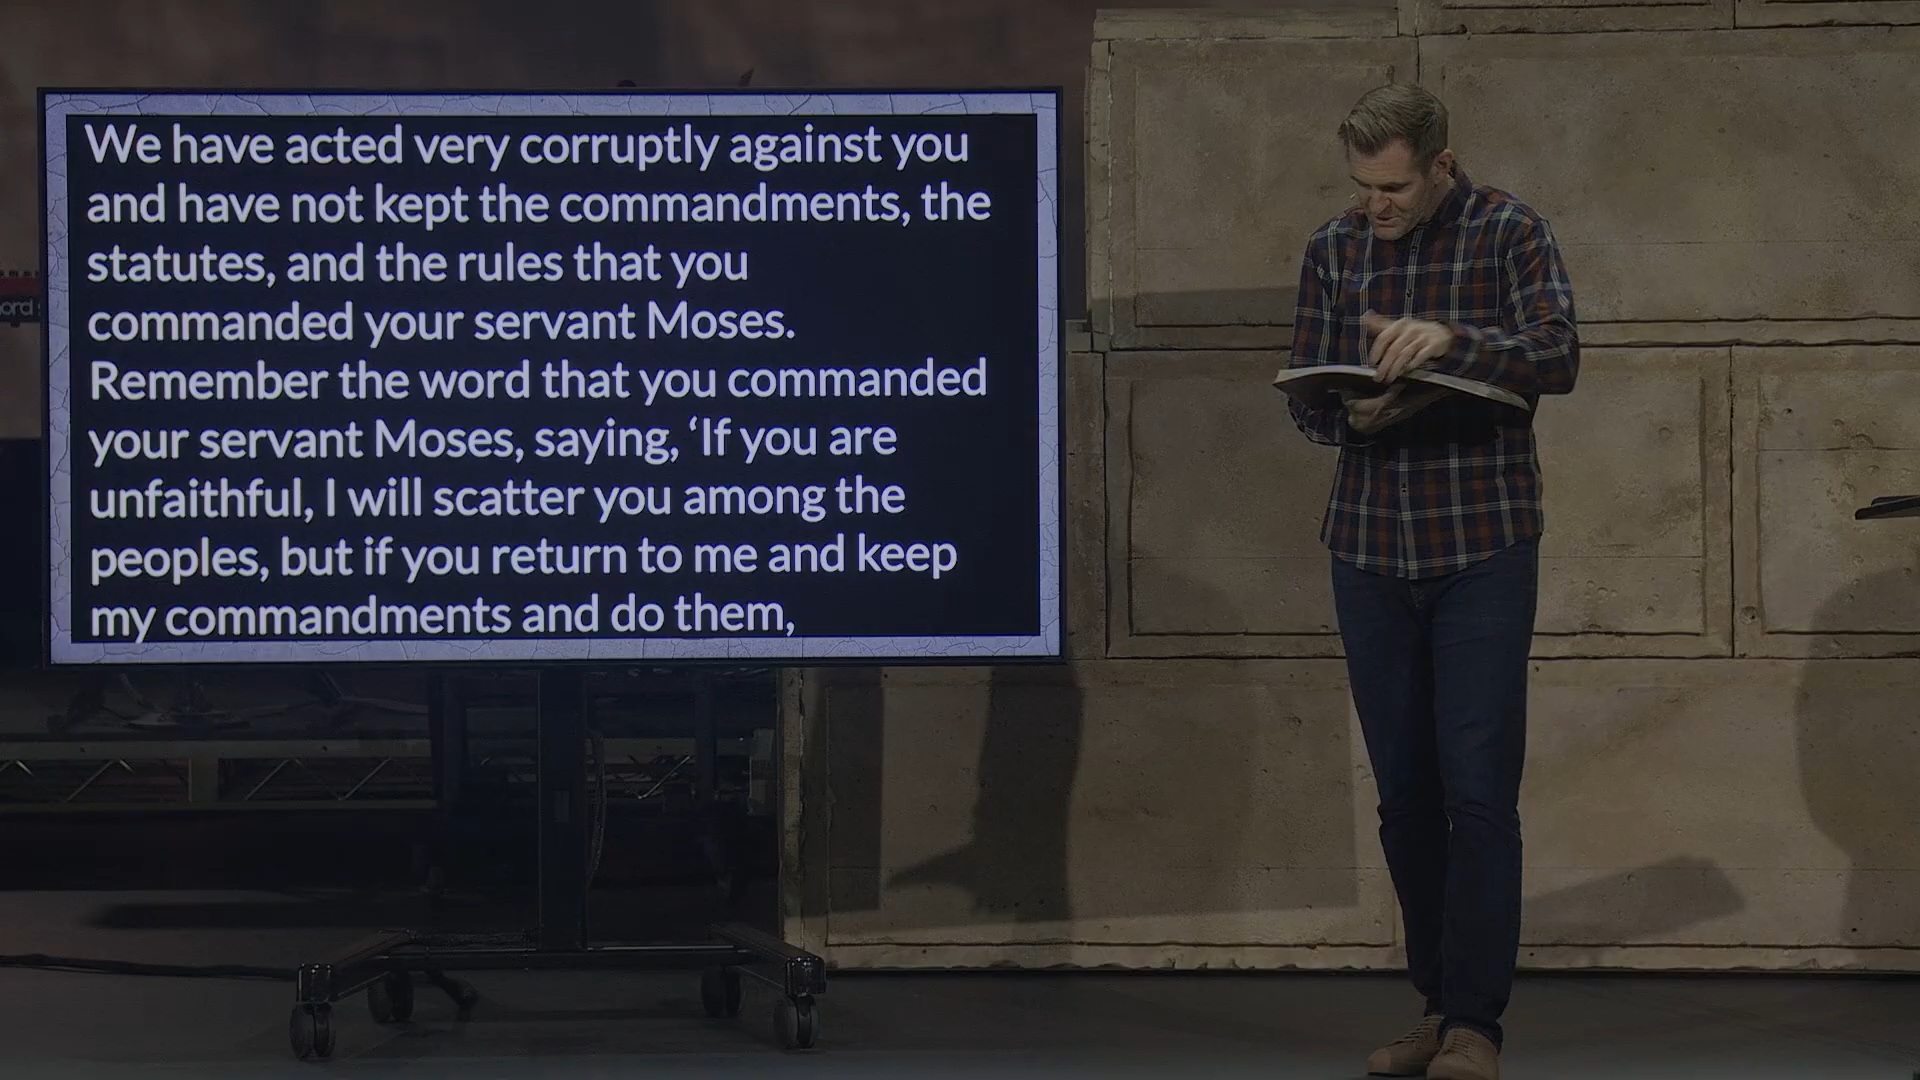 We have acted very corruptly against you
and have not kept the commandments, the
statutes, and the rules that you
commanded your servant Moses.
Remember the word that you commanded
your servant Moses, saying, ‘If you are
unfaithful, I will scatter you among the
peoples, but if you return to me and keep
my commandments and do them,